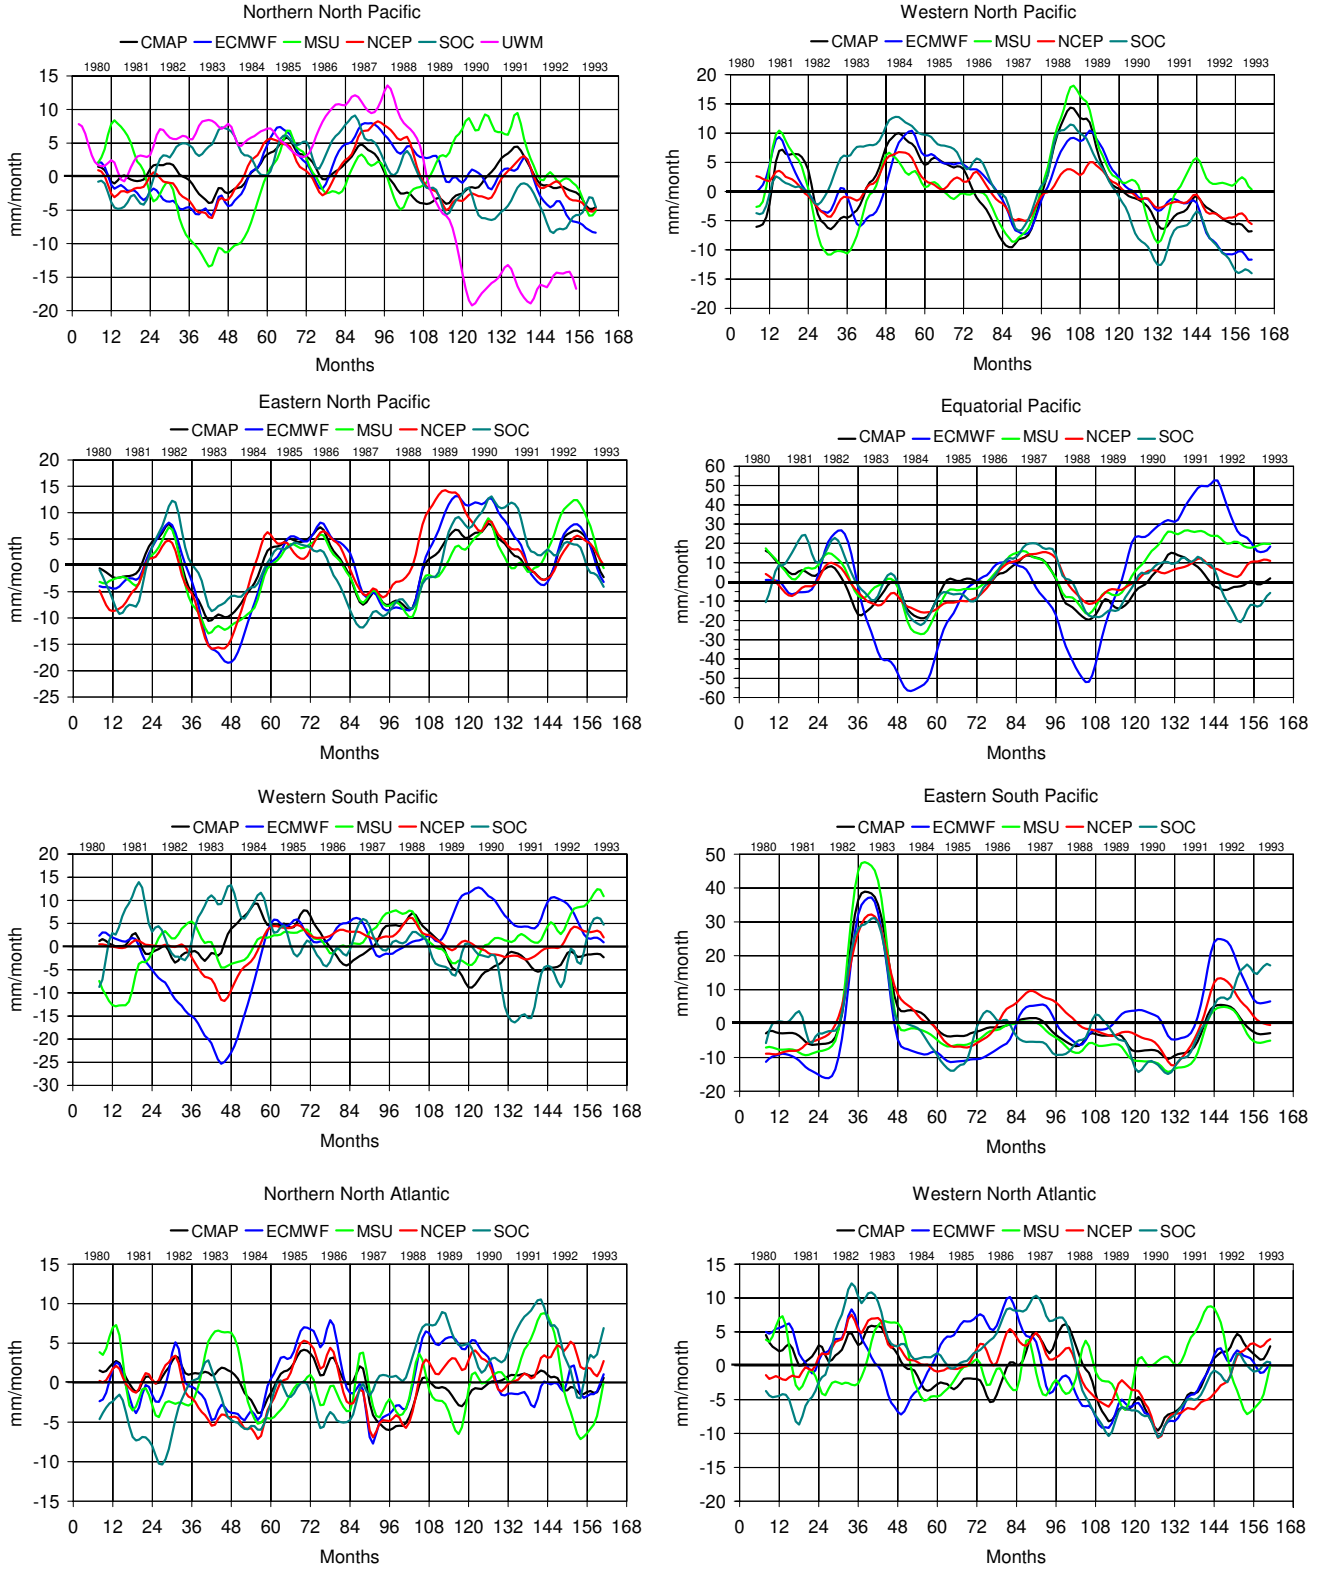 Northern North Pacific
CMAP ECMWF MSU NCEP SOC UWM
1980 1981 1982 1983 1984 1985 1986 1987 1988 1989 1990 1991 1992 1993
15
10
5
0
-5
-10
-15
-20
mm/month
0 12 24 36 48 60 72 84 96 108 120 132 144 156 168
Months
Western North Pacific
CMAP ECMWF MSU NCEP SOC
1980 1981 1982 1983 1984 1985 1986 1987 1988 1989 1990 1991 1992 1993
20
15
10
5
0
-5
-10
-15
-20
mm/month
0 12 24 36 48 60 72 84 96 108 120 132 144 156 168
Months
Eastern North Pacific
CMAP ECMWF MSU NCEP SOC
1980 1981 1982 1983 1984 1985 1986 1987 1988 1989 1990 1991 1992 1993
20
15
10
5
0
-5
-10
-15
-20
-25
mm/month
0 12 24 36 48 60 72 84 96 108 120 132 144 156 168
Months
Equatorial Pacific
CMAP ECMWF MSU NCEP SOC
1980 1981 1982 1983 1984 1985 1986 1987 1988 1989 1990 1991 1992 1993
60
50
40
30
20
10
0
-10
-20
-30
-40
-50
-60
mm/month
0 12 24 36 48 60 72 84 96 108 120 132 144 156 168
Months
Western South Pacific
CMAP ECMWF MSU NCEP SOC
1980 1981 1982 1983 1984 1985 1986 1987 1988 1989 1990 1991 1992 1993
20
15
10
5
0
-5
-10
-15
-20
-25
-30
mm/month
0 12 24 36 48 60 72 84 96 108 120 132 144 156 168
Months
Eastern South Pacific
CMAP ECMWF MSU NCEP SOC
1980 1981 1982 1983 1984 1985 1986 1987 1988 1989 1990 1991 1992 1993
50
40
30
20
10
0
-10
-20
mm/month
0 12 24 36 48 60 72 84 96 108 120 132 144 156 168
Months
Northern North Atlantic
CMAP ECMWF MSU NCEP SOC
1980 1981 1982 1983 1984 1985 1986 1987 1988 1989 1990 1991 1992 1993
15
10
5
0
-5
-10
-15
mm/month
0 12 24 36 48 60 72 84 96 108 120 132 144 156 168
Months
Western North Atlantic
CMAP ECMWF MSU NCEP SOC
1980 1981 1982 1983 1984 1985 1986 1987 1988 1989 1990 1991 1992 1993
15
10
5
0
-5
-10
-15
-20
mm/month
0 12 24 36 48 60 72 84 96 108 120 132 144 156 168
Months